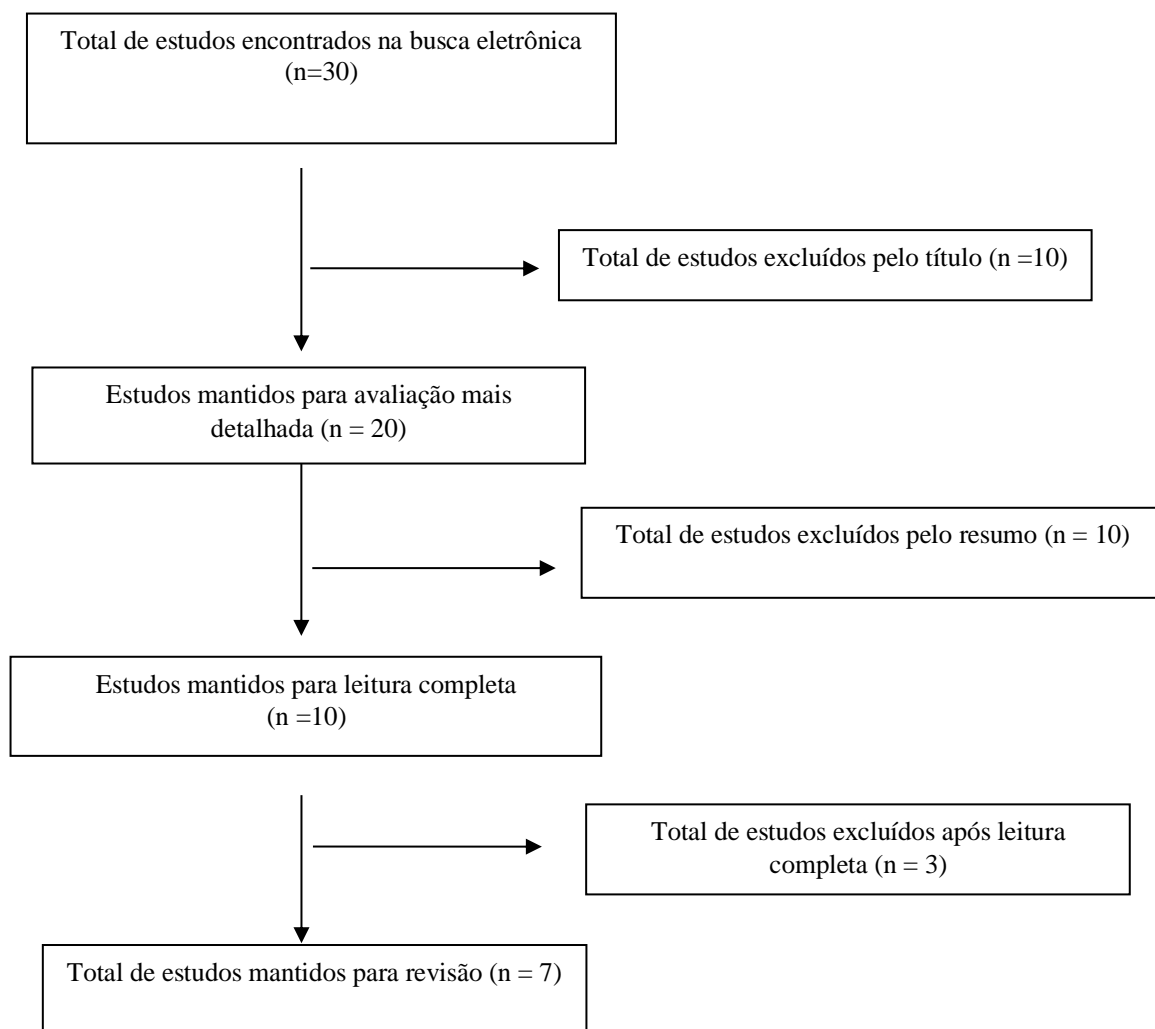 Total de estudos encontrados na busca eletrônica
(n=30)
Total de estudos excluídos pelo título (n =10)
Estudos mantidos para avaliação mais
detalhada (n = 20)
Total de estudos excluídos pelo resumo (n = 10)
Estudos mantidos para leitura completa
(n =10)
Total de estudos excluídos após leitura
completa (n = 3)
Total de estudos mantidos para revisão (n = 7)